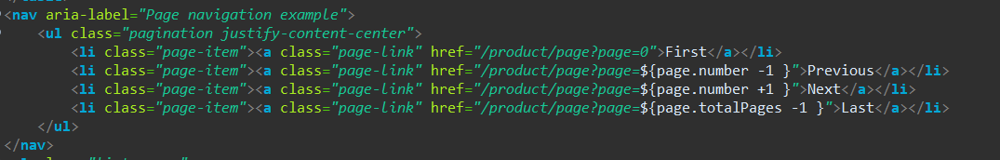 <nav aria-label="Page navigation example">
<ul class="pagination justify-content-center">
<li class="page-item"><a class="page-link" href="/product/page?page=0">First</a></li>
<li class="page-item"><a class="page-link" href="/product/page?page=${page.number -1 }">Previous</a></li>
<li class="page-item"><a class="page-link" href="/product/page?page=${page.number +1 }">Next</a></li>
<li class="page-item"><a class="page-link" href="/product/page?page=${page.totalPages -1 }">Last</a></li>
</ul>
</nav>